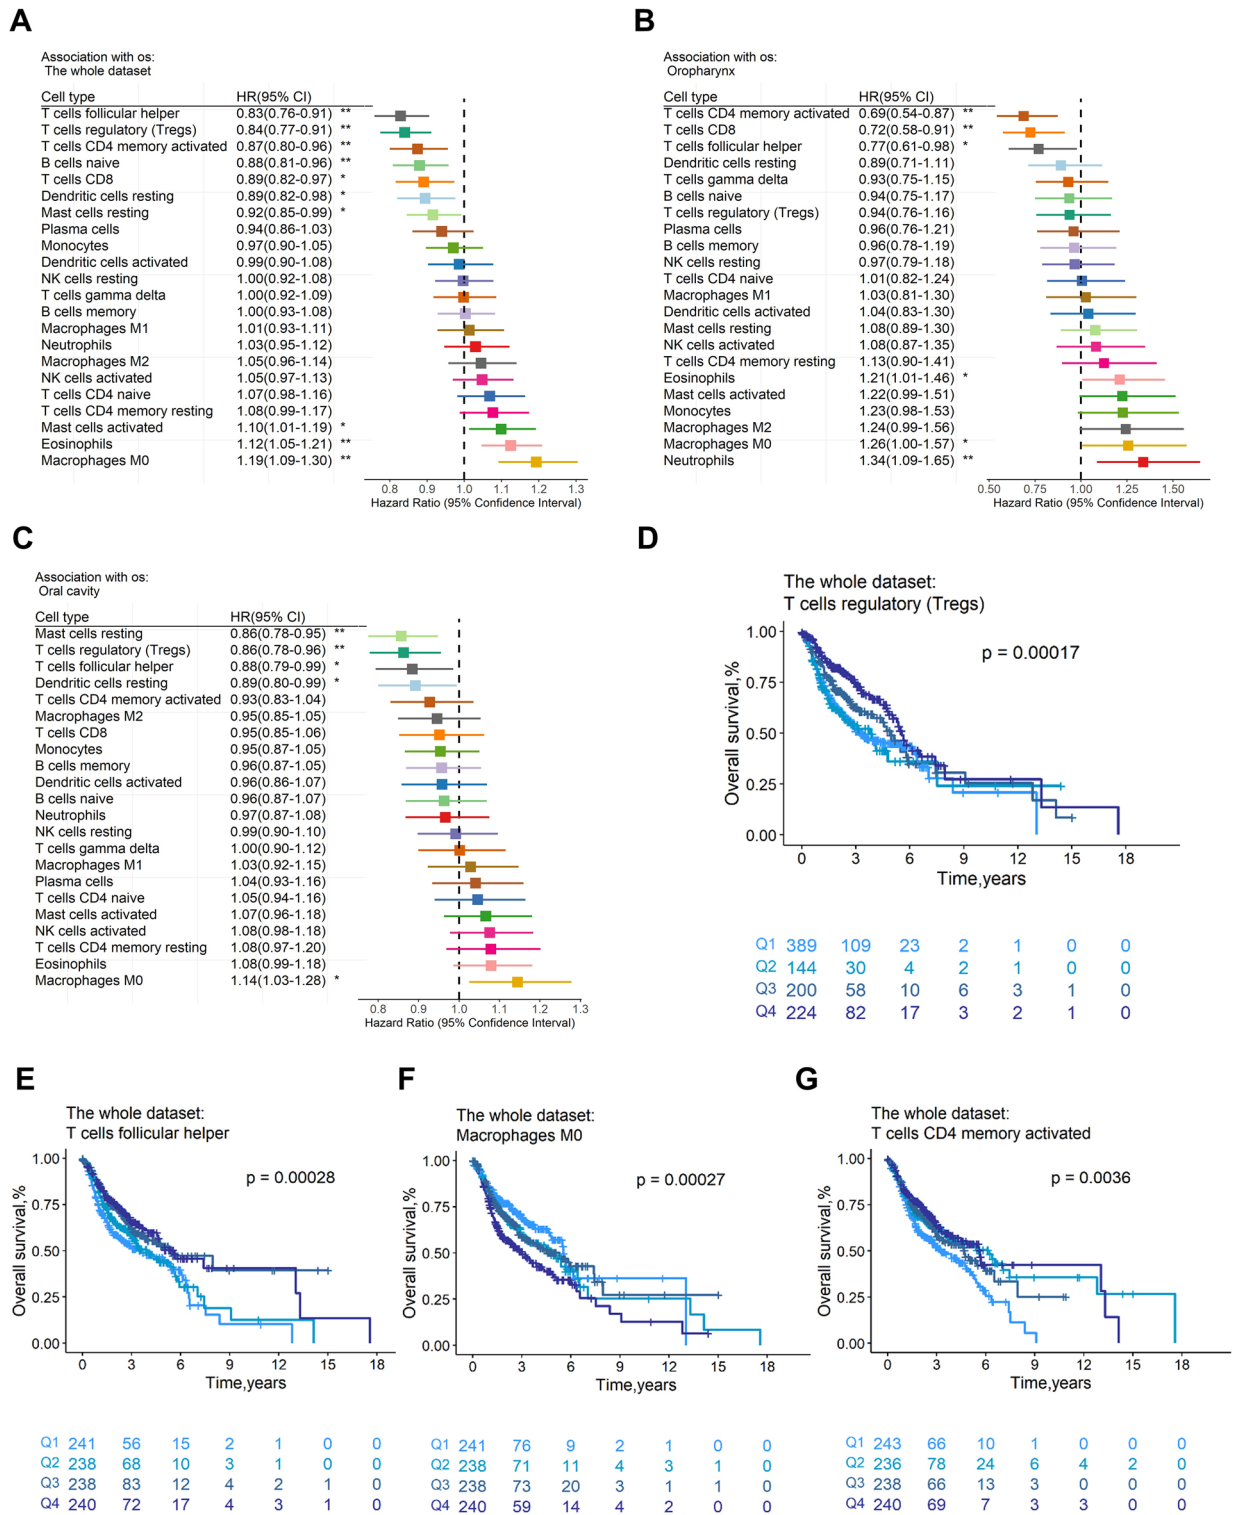 A
Association with os:
The whole dataset
Cell type HR(95% CI)
T cells follicular helper 0.83(0.76-0.91) **
T cells regulatory (Tregs) 0.84(0.77-0.91) **
T cells CD4 memory activated 0.87(0.80-0.96) **
B cells naive 0.88(0.81-0.96) **
T cells CD8 0.89(0.82-0.97) *
Dendritic cells resting 0.89(0.82-0.98) *
Mast cells resting 0.92(0.85-0.99) *
Plasma cells 0.94(0.86-1.03)
Monocytes 0.97(0.90-1.05)
Dendritic cells activated 0.99(0.90-1.08)
NK cells resting 1.00(0.92-1.08)
T cells gamma delta 1.00(0.92-1.09)
B cells memory 1.00(0.93-1.08)
Macrophages M1 1.01(0.93-1.11)
Neutrophils 1.03(0.95-1.12)
Macrophages M2 1.05(0.96-1.14)
NK cells activated 1.05(0.97-1.13)
T cells CD4 naive 1.07(0.98-1.16)
T cells CD4 memory resting 1.08(0.99-1.17)
Mast cells activated 1.10(1.01-1.19) *
Eosinophils 1.12(1.05-1.21) **
Macrophages M0 1.19(1.09-1.30) **
0.8 0.9 1.0 1.1 1.2 1.3
Hazard Ratio (95% Confidence Interval)
B
Association with os:
Oropharynx
Cell type HR(95% CI)
T cells CD4 memory activated 0.69(0.54-0.87) **
T cells CD8 0.72(0.58-0.91) **
T cells follicular helper 0.77(0.61-0.98) *
Dendritic cells resting 0.89(0.71-1.11)
T cells gamma delta 0.93(0.75-1.15)
B cells naive 0.94(0.75-1.17)
T cells regulatory (Tregs) 0.94(0.76-1.16)
Plasma cells 0.96(0.76-1.21)
B cells memory 0.96(0.78-1.19)
NK cells resting 0.97(0.79-1.18)
T cells CD4 naive 1.01(0.82-1.24)
Macrophages M1 1.03(0.81-1.30)
Dendritic cells activated 1.04(0.83-1.30)
Mast cells resting 1.08(0.89-1.30)
NK cells activated 1.08(0.87-1.35)
T cells CD4 memory resting 1.13(0.90-1.41)
Eosinophils 1.21(1.01-1.46) *
Mast cells activated 1.22(0.99-1.51)
Monocytes 1.23(0.98-1.53)
Macrophages M2 1.24(0.99-1.56)
Macrophages M0 1.26(1.00-1.57) *
Neutrophils 1.34(1.09-1.65) **
0.50 0.75 1.00 1.25 1.50
Hazard Ratio (95% Confidence Interval)
C
Association with os:
Oral cavity
Cell type HR(95% CI)
Mast cells resting 0.86(0.78-0.95) **
T cells regulatory (Tregs) 0.86(0.78-0.96) **
T cells follicular helper 0.88(0.79-0.99) *
Dendritic cells resting 0.89(0.80-0.99) *
T cells CD4 memory activated 0.93(0.83-1.04)
Macrophages M2 0.95(0.85-1.05)
T cells CD8 0.95(0.85-1.06)
Monocytes 0.95(0.87-1.05)
B cells memory 0.96(0.87-1.05)
Dendritic cells activated 0.96(0.86-1.07)
B cells naive 0.96(0.87-1.07)
Neutrophils 0.97(0.87-1.08)
NK cells resting 0.99(0.90-1.10)
T cells gamma delta 1.00(0.90-1.12)
Macrophages M1 1.03(0.92-1.15)
Plasma cells 1.04(0.93-1.16)
T cells CD4 naive 1.05(0.94-1.16)
Mast cells activated 1.07(0.96-1.18)
NK cells activated 1.08(0.98-1.18)
T cells CD4 memory resting 1.08(0.97-1.20)
Eosinophils 1.08(0.99-1.18)
Macrophages M0 1.14(1.03-1.28) *
0.8 0.9 1.0 1.1 1.2 1.3
Hazard Ratio (95% Confidence Interval)
D
The whole dataset:
T cells regulatory (Tregs)
p = 0.00017
Overall survival,%
1.00
0.75
0.50
0.25
0.00
0 3 6 9 12 15 18
Time,years
Q1 389 109 23 2 1 0 0
Q2 144 30 4 2 1 0 0
Q3 200 58 10 6 3 1 0
Q4 224 82 17 3 2 1 0
E
The whole dataset:
T cells follicular helper
p = 0.00028
Overall survival,%
1.00
0.75
0.50
0.25
0.00
0 3 6 9 12 15 18
Time,years
Q1 241 56 15 2 1 0 0
Q2 238 68 10 3 1 0 0
Q3 238 83 12 4 2 1 0
Q4 240 72 17 4 3 1 0
F
The whole dataset:
Macrophages M0
p = 0.00027
Overall survival,%
1.00
0.75
0.50
0.25
0.00
0 3 6 9 12 15 18
Time,years
Q1 241 76 9 2 1 0 0
Q2 238 71 11 4 3 1 0
Q3 238 73 20 3 1 1 0
Q4 240 59 14 4 2 0 0
G
The whole dataset:
T cells CD4 memory activated
p = 0.0036
Overall survival,%
1.00
0.75
0.50
0.25
0.00
0 3 6 9 12 15 18
Time,years
Q1 243 66 10 1 0 0 0
Q2 236 78 24 6 4 2 0
Q3 238 66 13 3 0 0 0
Q4 240 69 7 3 3 0 0